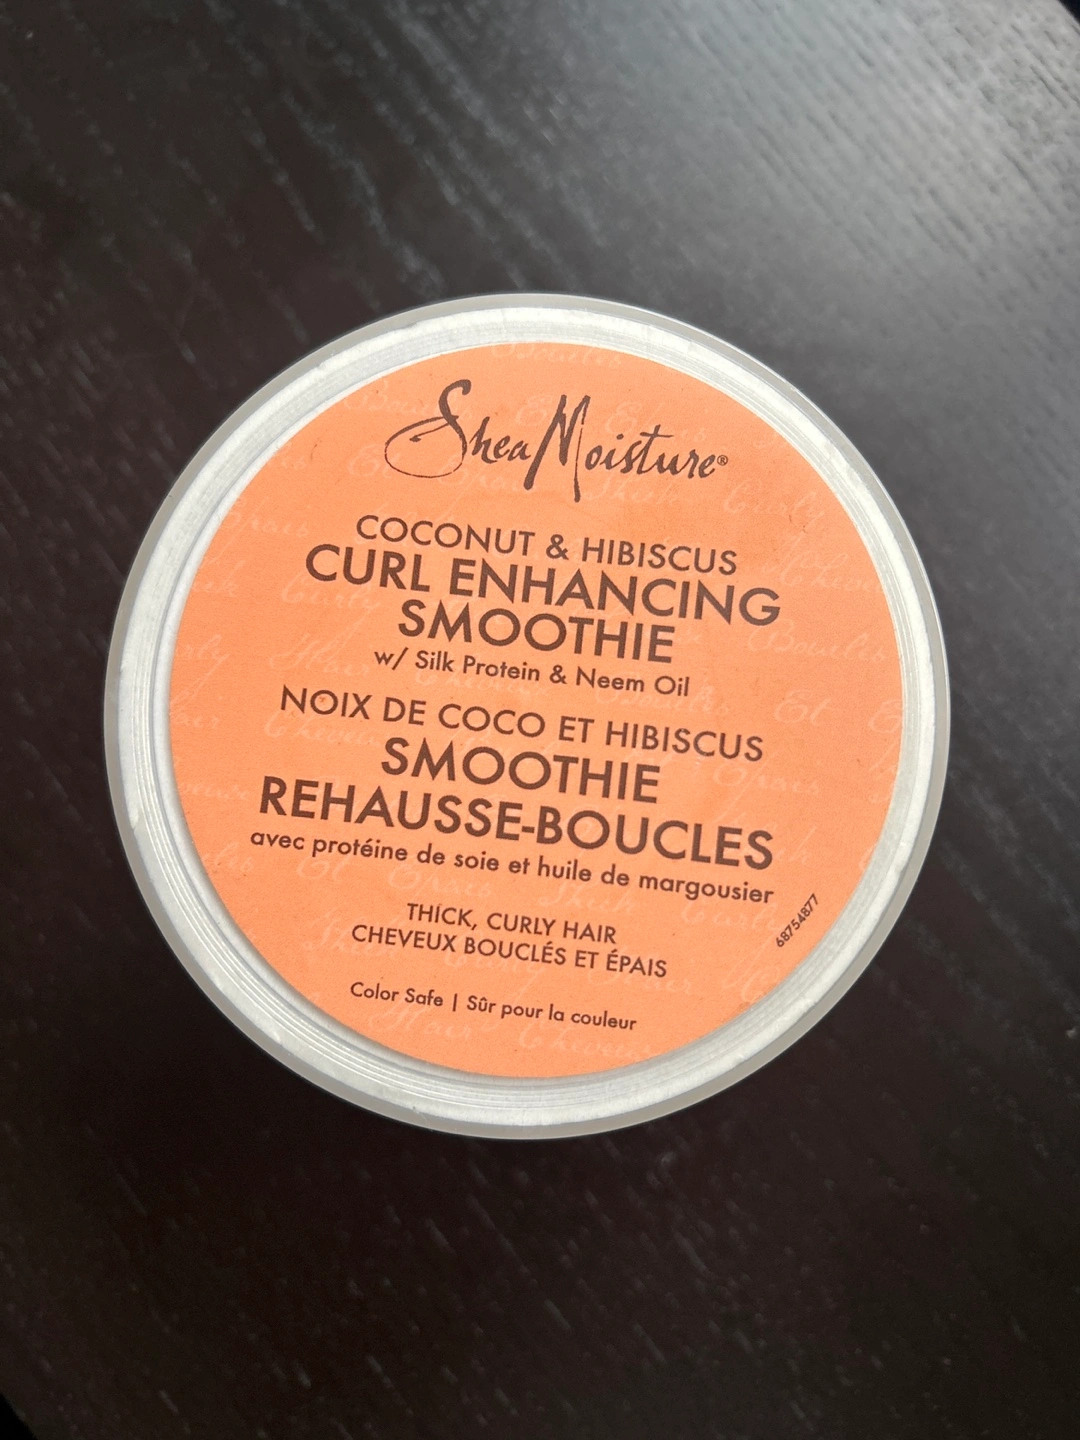 SheaMoisture®
COCONUT & HIBISCUS
CURL ENHANCING
SMOOTHIE
w/ Silk Protein & Neem Oil
NOIX DE COCO ET HIBISCUS
SMOOTHIE
REHAUSSE-BOUCLES
avec protéine de soie et huile de margousier
THICK, CURLY HAIR
CHEVEUX BOUCLÉS ET ÉPAIS
Color Safe | Sûr pour la couleur
68754877